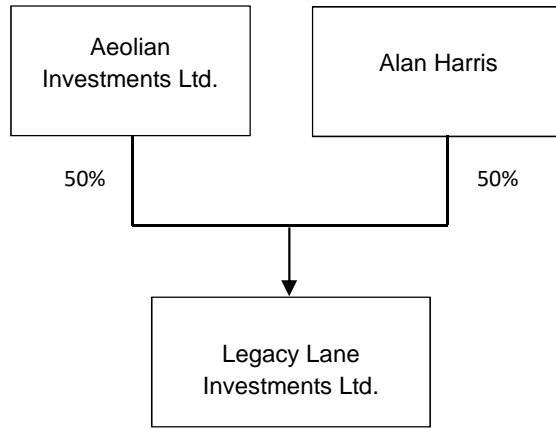 Aeolian
Investments Ltd.
Alan Harris
50%
50%
Legacy Lane
Investments Ltd.